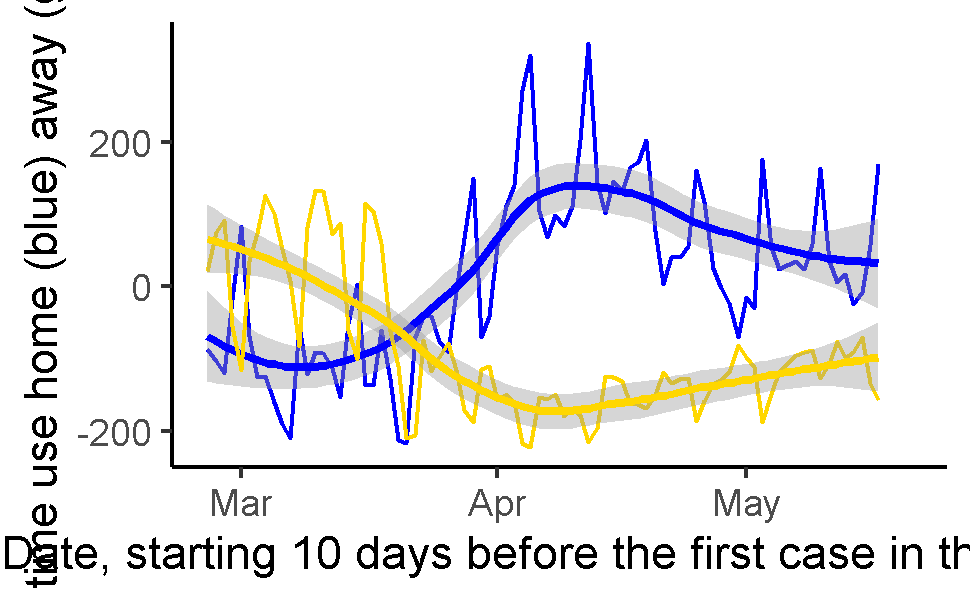 time use home (blue) away (
200
0
-200
Mar Apr May
Date, starting 10 days before the first case in th